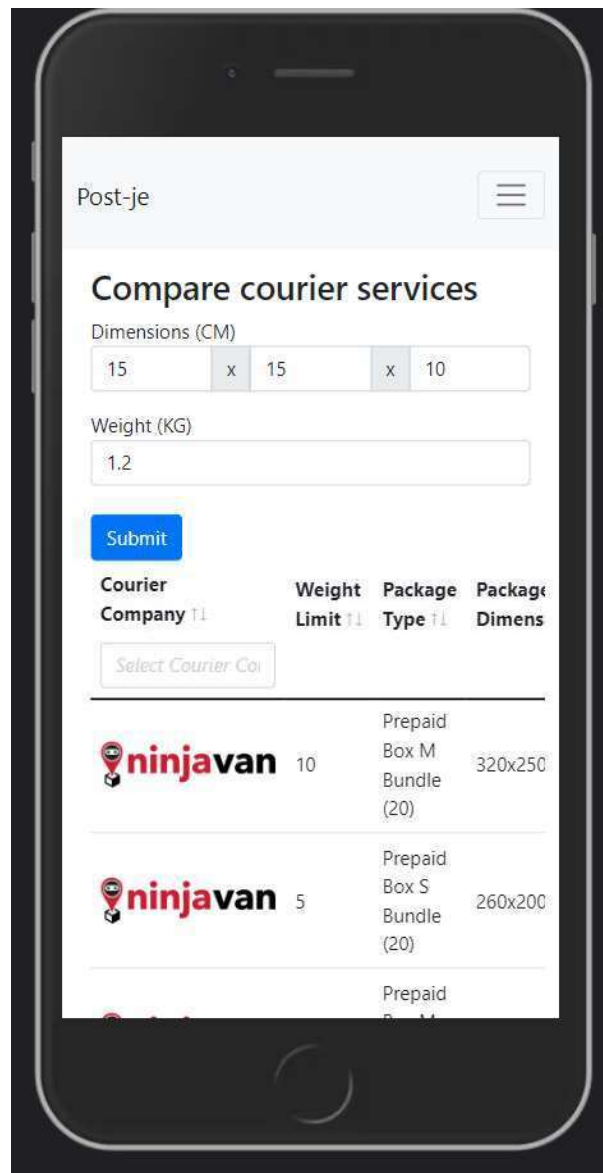 Post-je
Compare courier services
Dimensions (CM)
15 x 15 x 10
Weight (KG)
1.2
Submit
Courier Weight Package Package
Company ↑↓ Limit ↑↓ Type ↑↓ Dimens
Select Courier Co
Prepaid
Box M
ninjavan 10 320x250
Bundle
(20)
Prepaid
Box S
ninjavan 5 260x200
Bundle
(20)
Prepaid